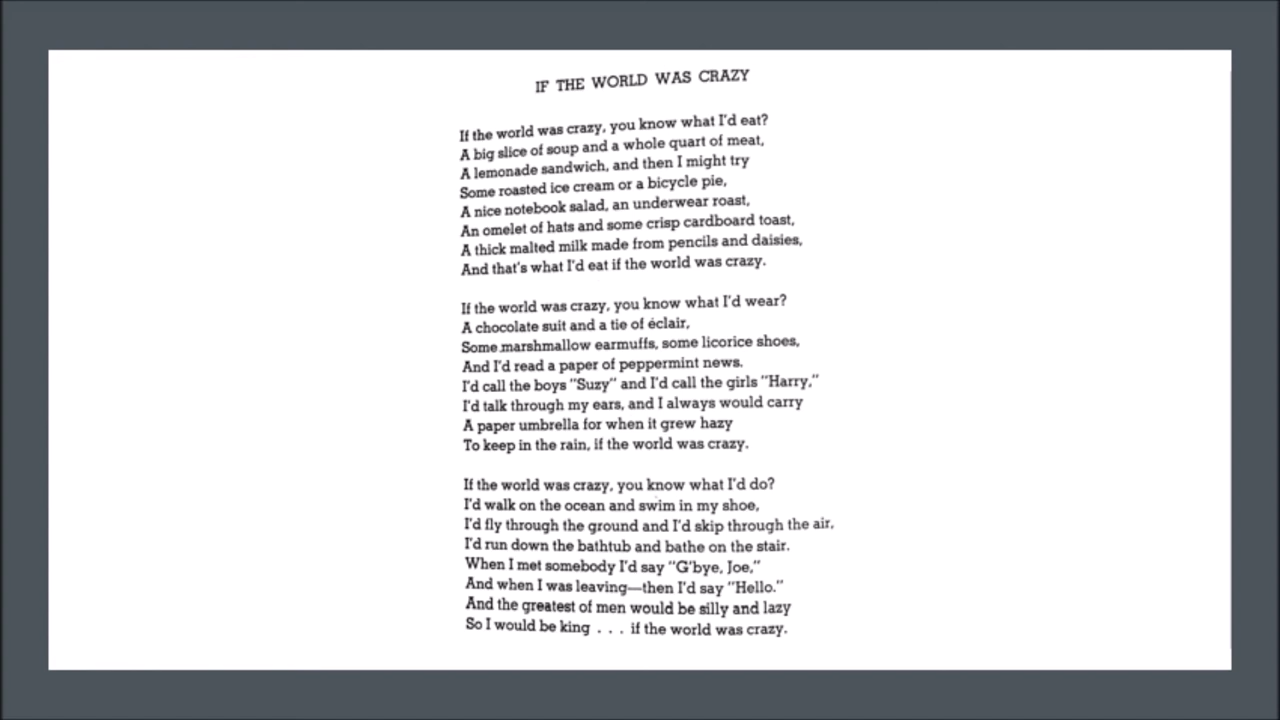 IF THE WORLD WAS CRAZY
If the world was crazy, you know what I'd eat?
A big slice of soup and a whole quart of meat,
A lemonade sandwich, and then I might try
Some roasted ice cream or a bicycle pie,
A nice notebook salad, an underwear roast,
An omelet of hats and some crisp cardboard toast,
A thick malted milk made from pencils and daisies,
And that's what I'd eat if the world was crazy.
If the world was crazy, you know what I'd wear?
A chocolate suit and a tie of éclair,
Some marshmallow earmuffs, some licorice shoes,
And I'd read a paper of peppermint news.
I'd call the boys "Suzy" and I'd call the girls "Harry,"
I'd talk through my ears, and I always would carry
A paper umbrella for when it grew hazy
To keep in the rain, if the world was crazy.
If the world was crazy, you know what I'd do?
I'd walk on the ocean and swim in my shoe,
I'd fly through the ground and I'd skip through the air,
I'd run down the bathtub and bathe on the stair.
When I met somebody I'd say "G'bye, Joe,"
And when I was leaving—then I'd say "Hello."
And the greatest of men would be silly and lazy
So I would be king . . . if the world was crazy.